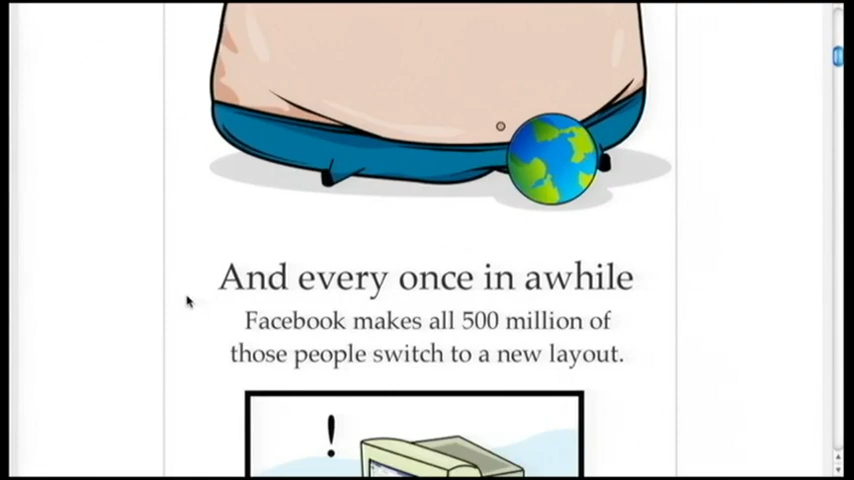 And every once in awhile
Facebook makes all 500 million of
those people switch to a new layout.
!